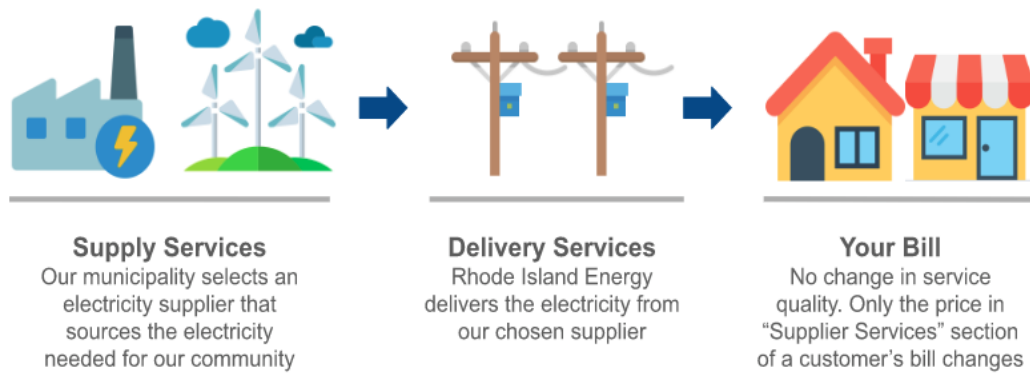 Supply Services
Our municipality selects an
electricity supplier that
sources the electricity
needed for our community
Delivery Services
Rhode Island Energy
delivers the electricity from
our chosen supplier
Your Bill
No change in service
quality. Only the price in
“Supplier Services” section
of a customer’s bill changes